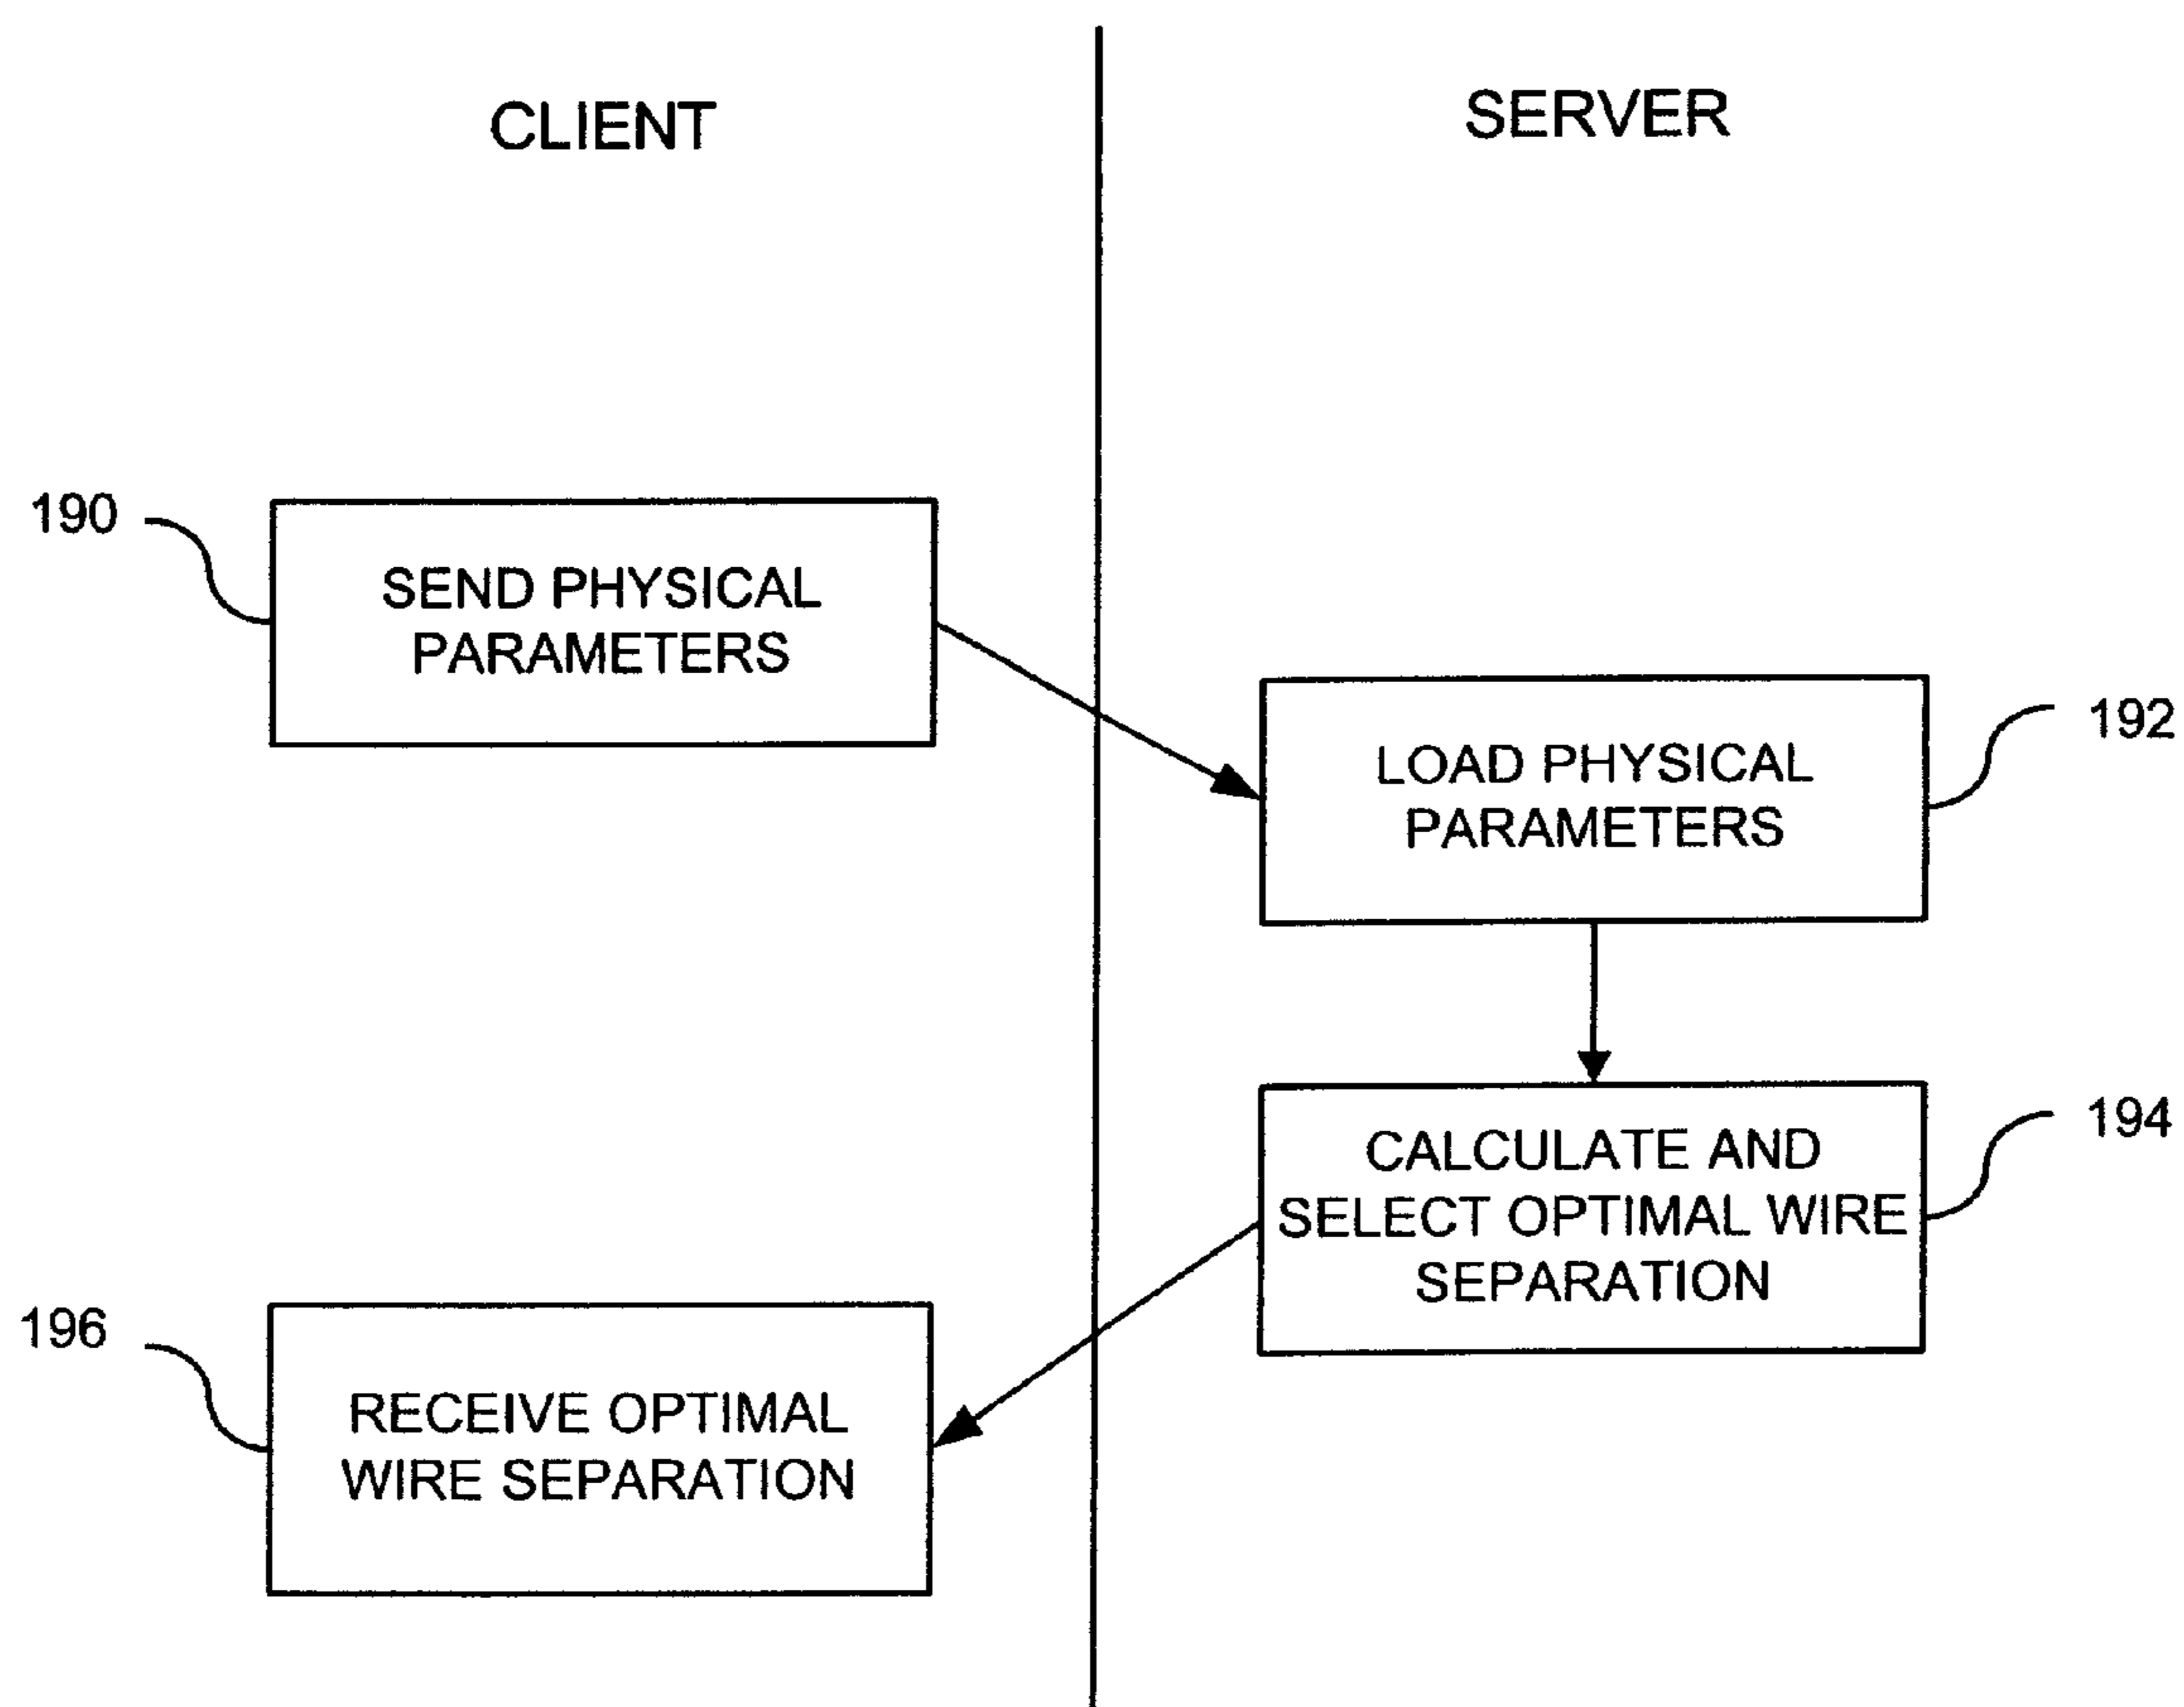 CLIENT
SERVER
190
SEND PHYSICAL
PARAMETERS
192
LOAD PHYSICAL
PARAMETERS
194
CALCULATE AND
SELECT OPTIMAL WIRE
SEPARATION
196
RECEIVE OPTIMAL
WIRE SEPARATION